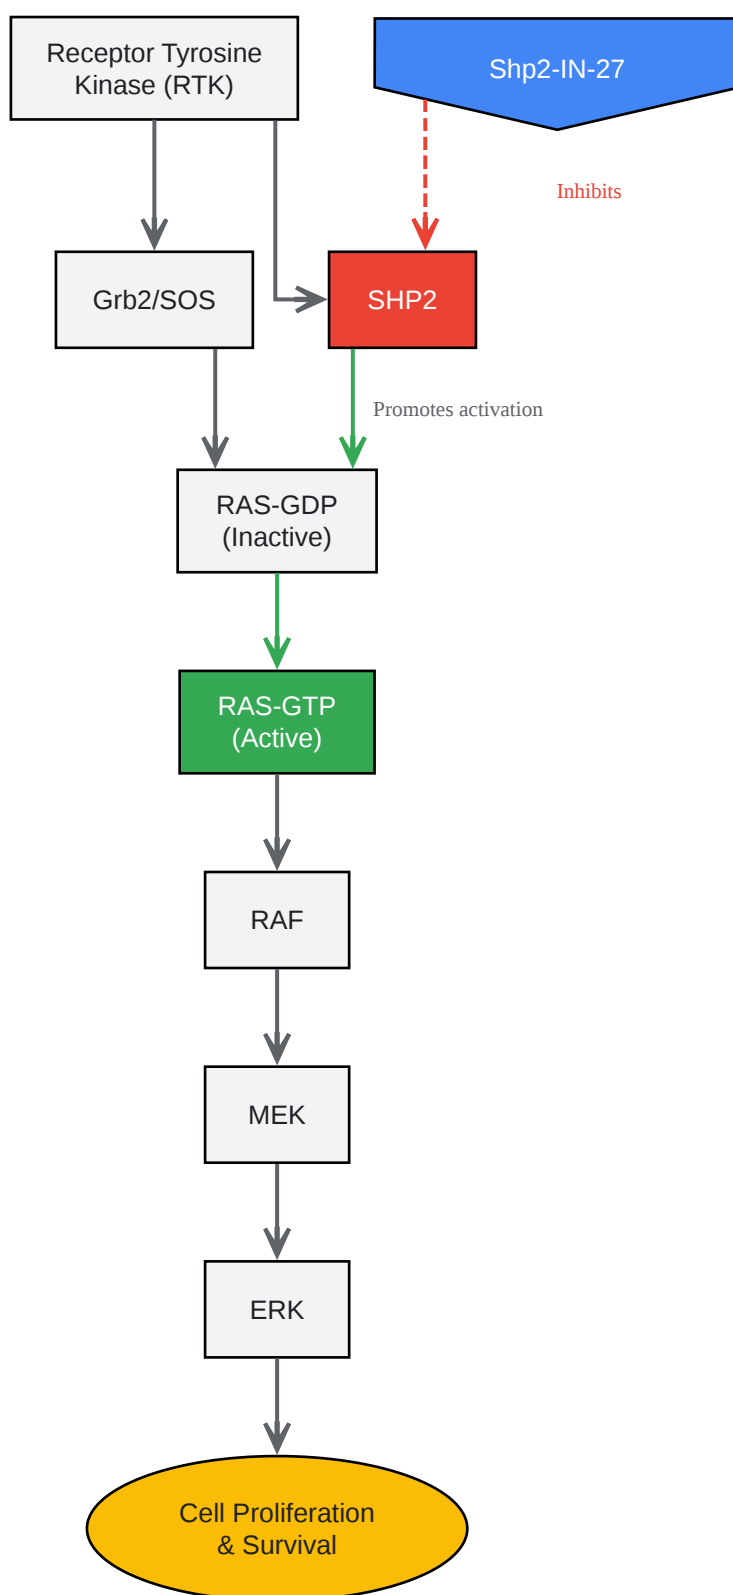 Receptor Tyrosine
Kinase (RTK)
Shp2-IN-27
Inhibits
Grb2/SOS
SHP2
Promotes activation
RAS-GDP
(Inactive)
RAS-GTP
(Active)
RAF
MEK
ERK
Cell Proliferation
& Survival